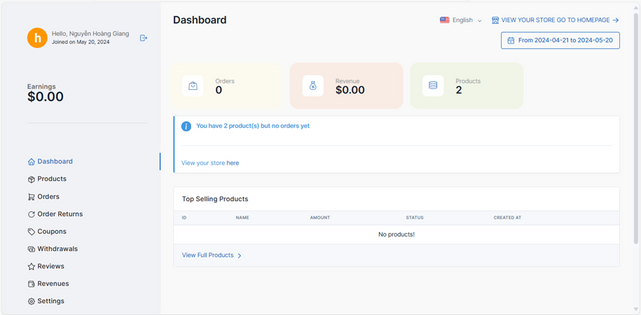 Dashboard
English
VIEW YOUR STORE GO TO HOMEPAGE
h
Hello, Nguyễn Hoàng Giang
Joined on May 20, 2024
From 2024-04-21 to 2024-05-20
Earnings
$0.00
Orders
0
Revenue
$0.00
Products
2
You have 2 product(s) but no orders yet
View your store here
Dashboard
Products
Orders
Order Returns
Coupons
Withdrawals
Reviews
Revenues
Settings
Top Selling Products
ID NAME AMOUNT STATUS CREATED AT
No products!
View Full Products